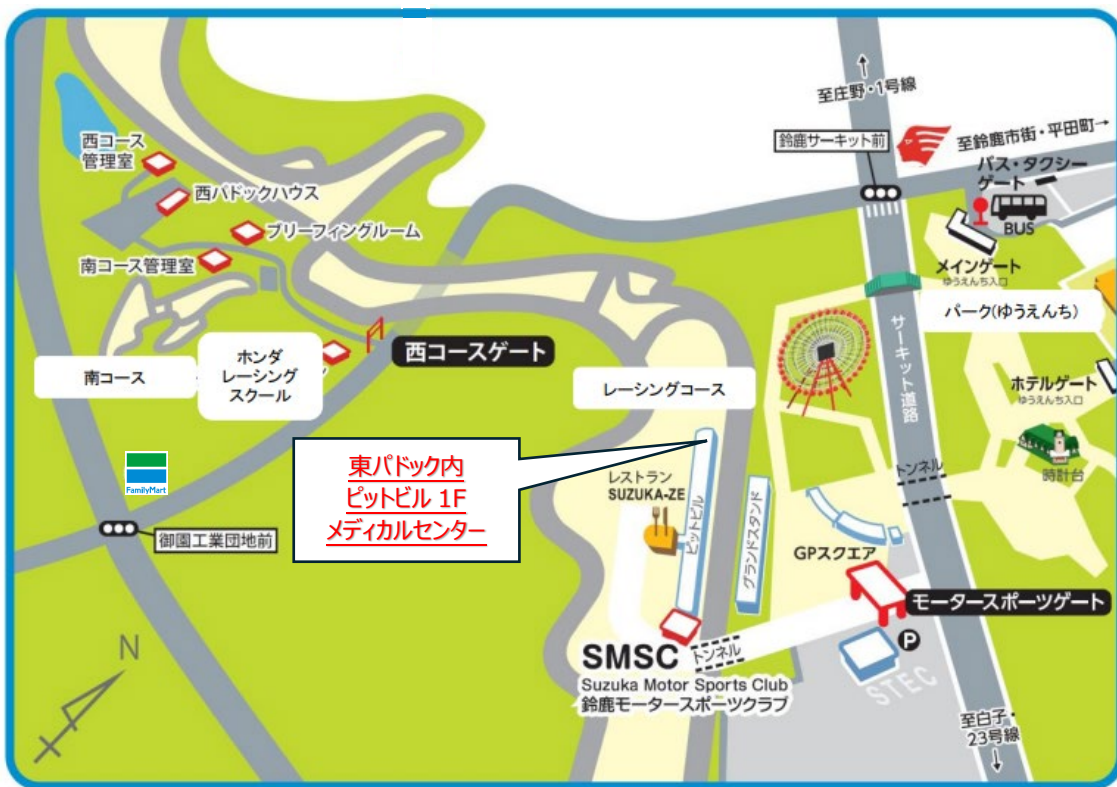 至庄野・1号線
鈴鹿サーキット前
至鈴鹿市街・平田町→
バス・タクシー
ゲート
BUS
メインゲート
ゆうえんち入口
西コース
管理室
西パドックハウス
ブリーフィングルーム
南コース管理室
パーク(ゆうえんち)
サーキット道路
西コースゲート
南コース
ホンダ
レーシング
スクール
レーシングコース
ホテルゲート
ゆうえんち入口
時計台
トンネル
東パドック内
ピットビル 1F
メディカルセンター
レストラン
SUZUKA-ZE
ピットビル
グランドスタンド
GPスクエア
FamilyMart
御園工業団地前
モータースポーツゲート
P
STEC
SMSC
トンネル
Suzuka Motor Sports Club
鈴鹿モータースポーツクラブ
N
至白子・
23号線